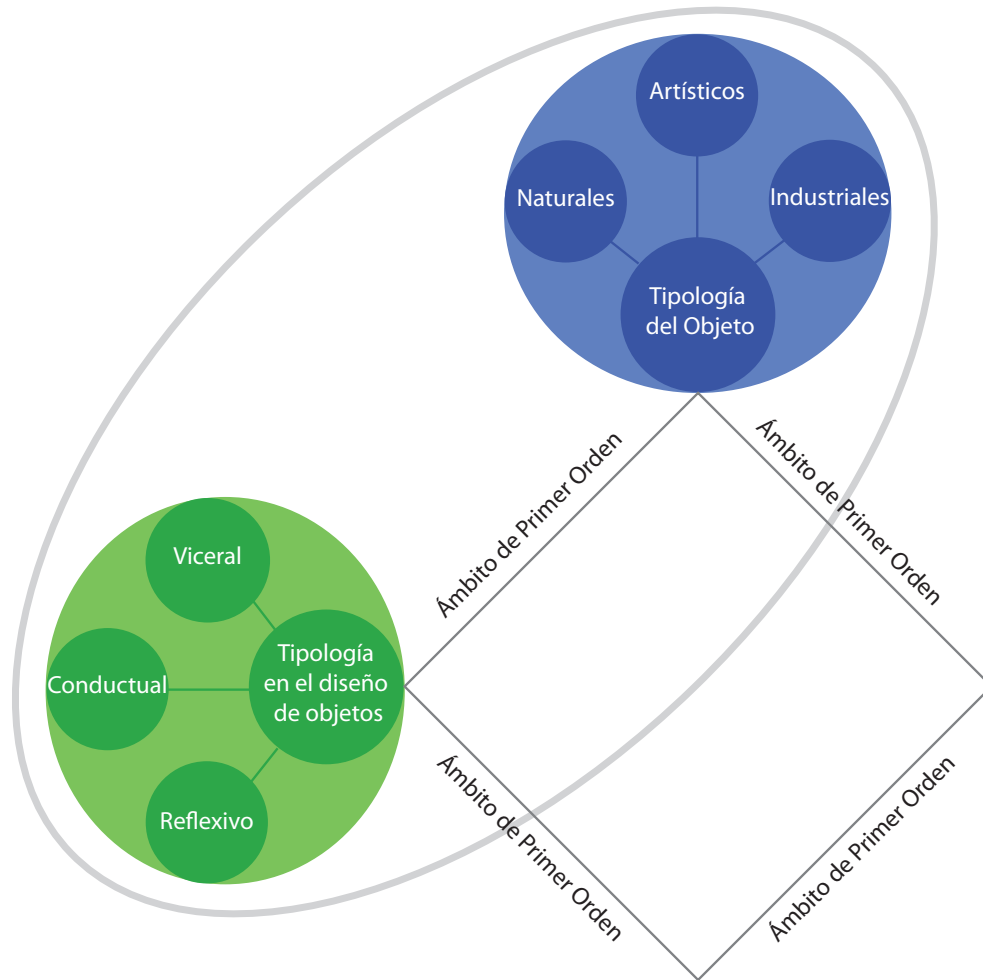 Artísticos
Naturales
Industriales
Tipología
del Objeto
Ámbito de Primer Orden
Ámbito de Primer Orden
Viceral
Conductual
Tipología
en el diseño
de objetos
Reflexivo
Ámbito de Primer Orden
Ámbito de Primer Orden